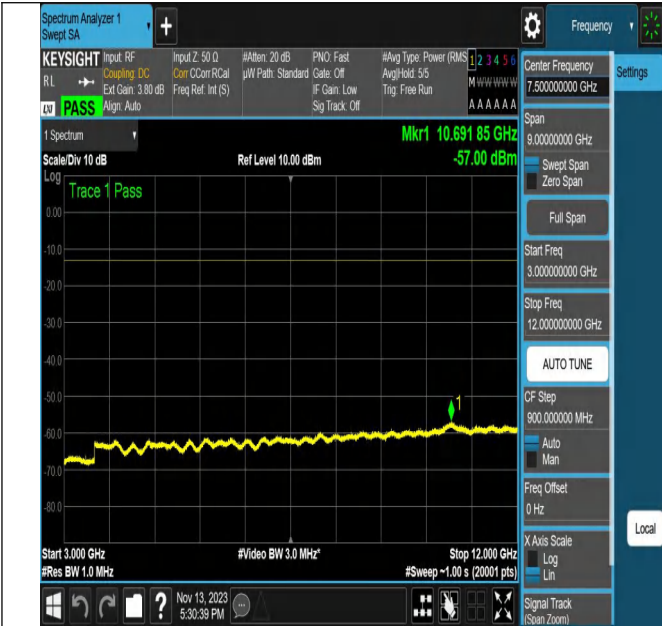 Spectrum Analyzer 1
Swept SA
+
Frequency
KEYSIGHT
RL
LXI PASS
Input: RF
Coupling: DC
Ext Gain: 3.80 dB
Align: Auto
Input Z: 50 Ω
Corr CCorr RCal
Freq Ref: Int (S)
#Atten: 20 dB
µW Path: Standard
PNO: Fast
Gate: Off
IF Gain: Low
Sig Track: Off
#Avg Type: Power (RMS
Avg|Hold: 5/5
Trig: Free Run
1 2 3 4 5 6
M W W W W W
A A A A A A
Center Frequency
7.500000000 GHz
Settings
1 Spectrum
Scale/Div 10 dB
Log
Ref Level 10.00 dBm
Mkr1 10.691 85 GHz
-57.00 dBm
Trace 1 Pass
0.00
-10.0
-20.0
-30.0
-40.0
-50.0
-60.0
-70.0
-80.0
1
Span
9.00000000 GHz
Swept Span
Zero Span
Full Span
Start Freq
3.000000000 GHz
Stop Freq
12.000000000 GHz
AUTO TUNE
CF Step
900.000000 MHz
Auto
Man
Freq Offset
0 Hz
X Axis Scale
Log
Lin
Signal Track
(Span Zoom)
Local
Start 3.000 GHz
#Res BW 1.0 MHz
#Video BW 3.0 MHz*
Stop 12.000 GHz
#Sweep ~1.00 s (20001 pts)
?
Nov 13, 2023
5:30:39 PM